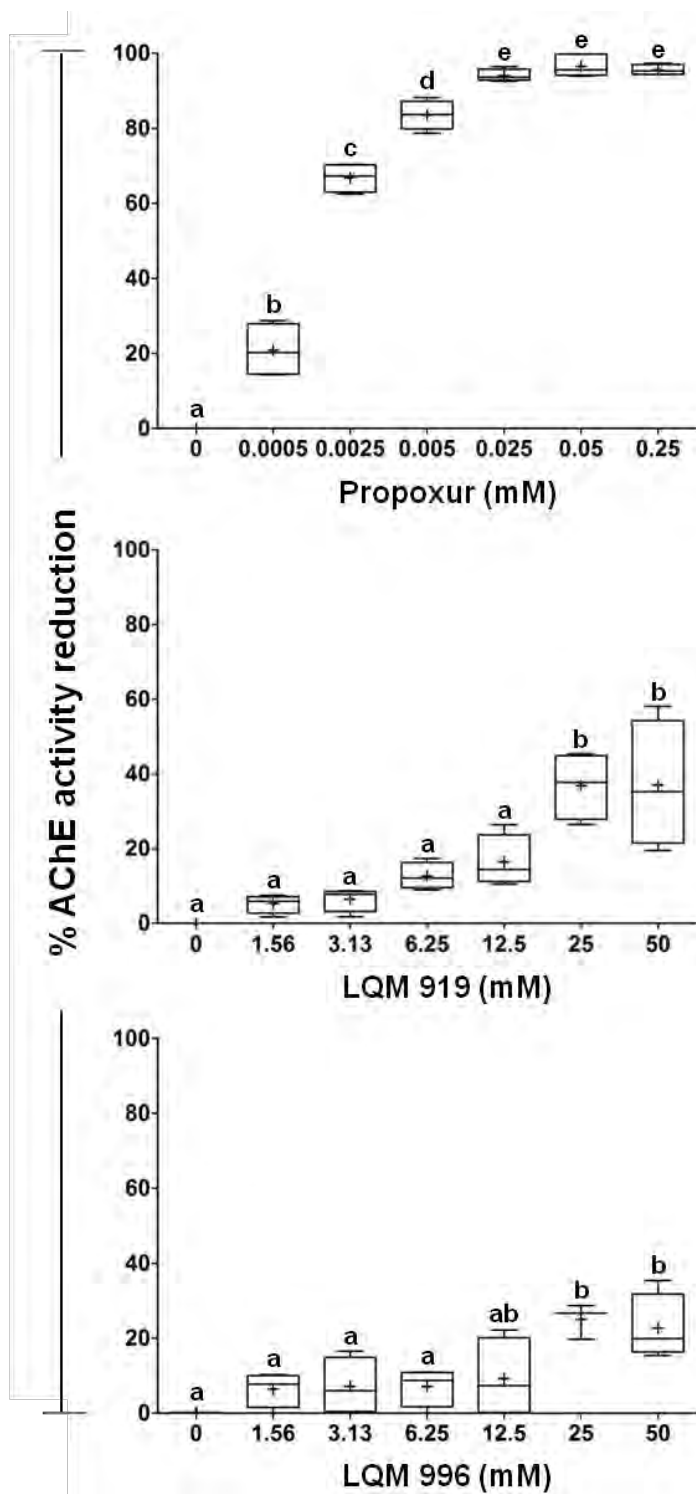 % AChE activity reduction
100
80
60
40
20
0
a
b
c
d
e
e
e
0 0.0005 0.0025 0.005 0.025 0.05 0.25
Propoxur (mM)
100
80
60
40
20
0
a
a
a
a
a
b
b
0 1.56 3.13 6.25 12.5 25 50
LQM 919 (mM)
100
80
60
40
20
0
a
a
a
a
ab
b
b
0 1.56 3.13 6.25 12.5 25 50
LQM 996 (mM)